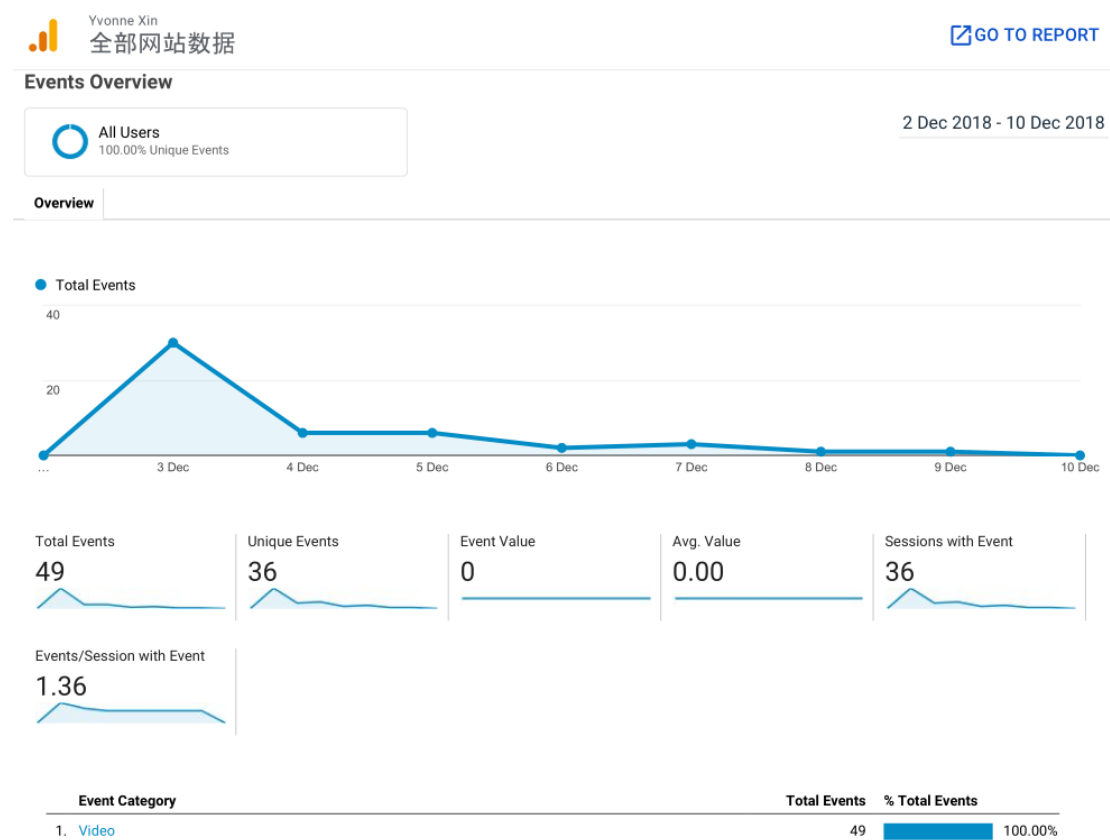 Yvonne Xin
全部网站数据
GO TO REPORT
Events Overview
All Users
100.00% Unique Events
2 Dec 2018 - 10 Dec 2018
Overview
Total Events
40
20
... 3 Dec 4 Dec 5 Dec 6 Dec 7 Dec 8 Dec 9 Dec 10 Dec
Total Events Unique Events Event Value Avg. Value Sessions with Event
49 36 0 0.00 36
Events/Session with Event
1.36
Event Category Total Events % Total Events
1. Video 49 100.00%